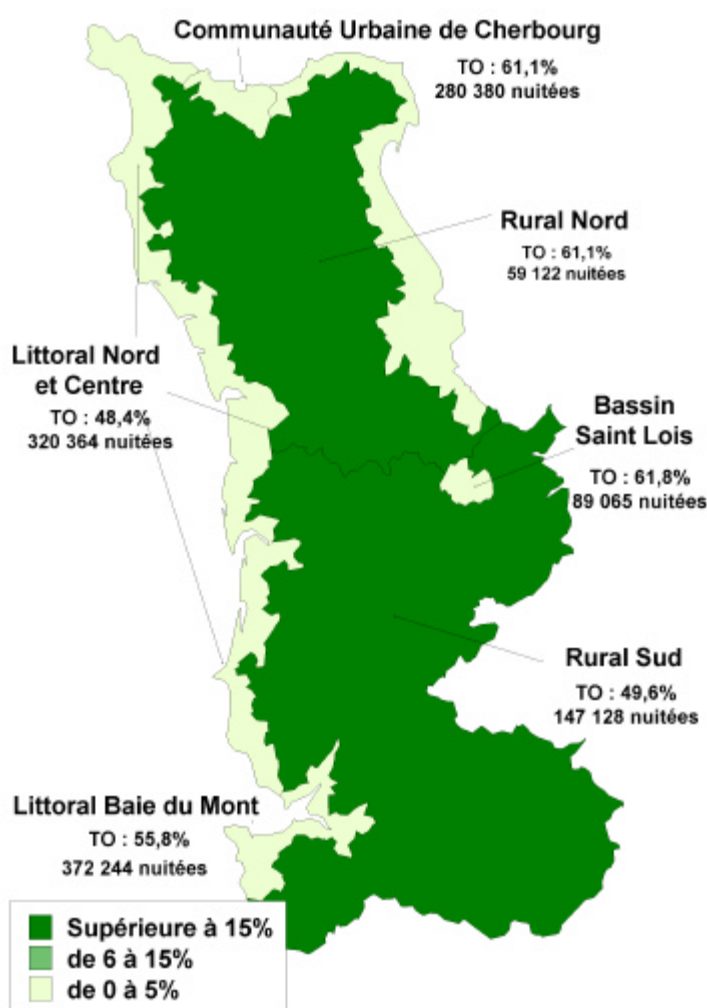 Communauté Urbaine de Cherbourg
TO : 61,1%
280 380 nuitées
Rural Nord
TO : 61,1%
59 122 nuitées
Littoral Nord
et Centre
TO : 48,4%
320 364 nuitées
Bassin
Saint Lois
TO : 61,8%
89 065 nuitées
Rural Sud
TO : 49,6%
147 128 nuitées
Littoral Baie du Mont
TO : 55,8%
372 244 nuitées
Supérieure à 15%
de 6 à 15%
de 0 à 5%